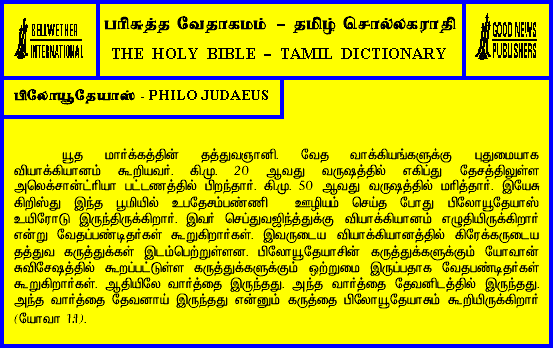 BELLWETHER
INTERNATIONAL
பரிசுத்த வேதாகமம் – தமிழ் சொல்லகராதி
THE HOLY BIBLE – TAMIL DICTIONARY
GOOD NEWS
PUBLISHERS
பிலோயூதேயாஸ் - PHILO JUDAEUS
யூத மார்க்கத்தின் தத்துவஞானி. வேத வாக்கியங்களுக்கு புதுமையாக
வியாக்கியானம் கூறியவர். கி.மு. 20 ஆவது வருஷத்தில் எகிப்து தேசத்திலுள்ள
அலெக்சான்ட்ரியா பட்டணத்தில் பிறந்தார். கி.மு. 50 ஆவது வருஷத்தில் மரித்தார். இயேசு
கிறிஸ்து இந்த பூமியில் உபதேசம்பண்ணி ஊழியம் செய்த போது பிலோயூதேயாஸ்
உயிரோடு இருந்திருக்கிறார். இவர் செப்துவஜிந்த்துக்கு வியாக்கியானம் எழுதியிருக்கிறார்
என்று வேதப்பண்டிதர்கள் கூறுகிறார்கள். இவருடைய வியாக்கியானத்தில் கிரேக்கருடைய
தத்துவ கருத்துக்கள் இடம்பெற்றுள்ளன. பிலோயூதேயாசின் கருத்துக்களுக்கும் யோவான்
சுவிசேஷத்தில் கூறப்பட்டுள்ள கருத்துக்களுக்கும் ஒற்றுமை இருப்பதாக வேதபண்டிதர்கள்
கூறுகிறார்கள். ஆதியிலே வார்த்தை இருந்தது. அந்த வார்த்தை தேவனிடத்தில் இருந்தது.
அந்த வார்த்தை தேவனாய் இருந்தது என்னும் கருத்தை பிலோயூதேயாசும் கூறியிருக்கிறார்
(யோவா 1:1).